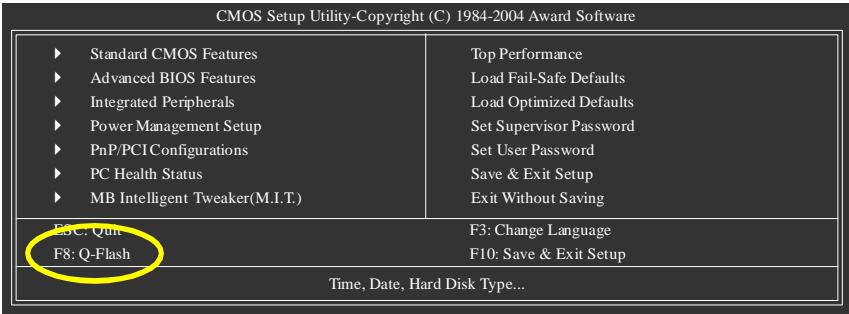 CMOS Setup Utility-Copyright (C) 1984-2004 Award Software
Standard CMOS Features
Advanced BIOS Features
Integrated Peripherals
Power Management Setup
PnP/PCI Configurations
PC Health Status
MB Intelligent Tweaker(M.I.T.)
Top Performance
Load Fail-Safe Defaults
Load Optimized Defaults
Set Supervisor Password
Set User Password
Save & Exit Setup
Exit Without Saving
ESC: Quit
F8: Q-Flash
F3: Change Language
F10: Save & Exit Setup
Time, Date, Hard Disk Type...